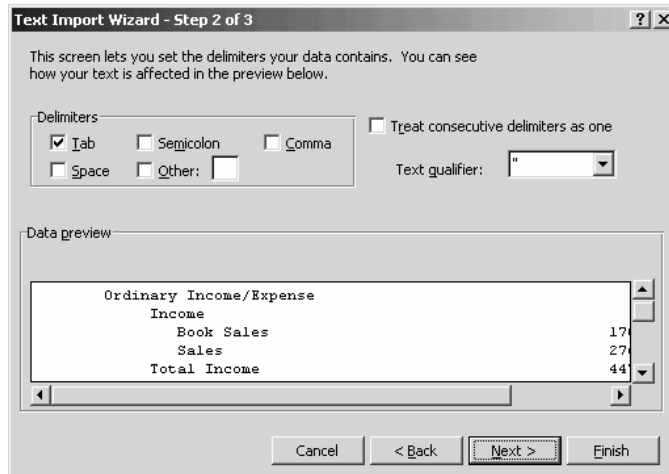 Text Import Wizard - Step 2 of 3
This screen lets you set the delimiters your data contains. You can see
how your text is affected in the preview below.
Delimiters
Tab Semicolon Comma
Space Other:
Treat consecutive delimiters as one
Text qualifier: "
Data preview
Ordinary Income/Expense
Income
Book Sales 17
Sales 27
Total Income 44
Cancel < Back Next > Finish